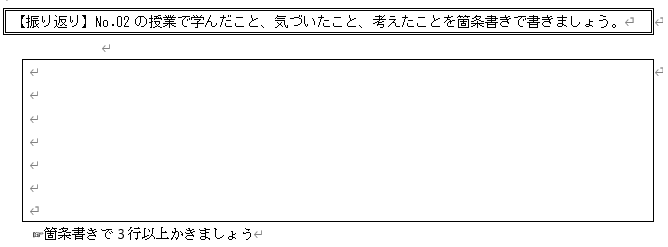 【振り返り】No.02の授業で学んだこと、気づいたこと、考えたことを箇条書きで書きましょう。
☞箇条書きで3行以上かきましょう